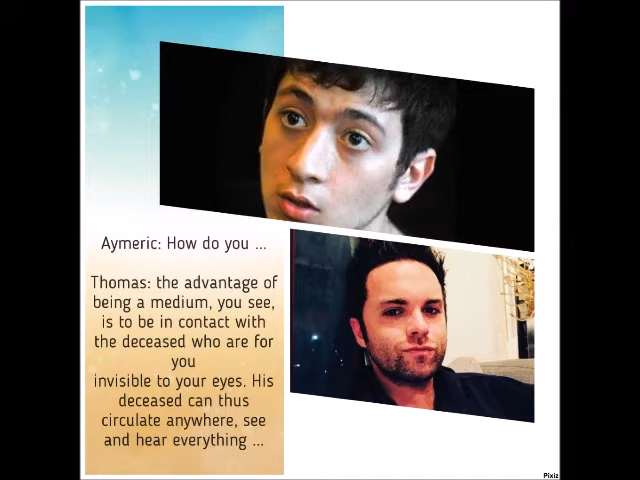 Aymeric: How do you ...
Thomas: the advantage of
being a medium, you see,
is to be in contact with
the deceased who are for
you
invisible to your eyes. His
deceased can thus
circulate anywhere, see
and hear everything ...
Pixiz